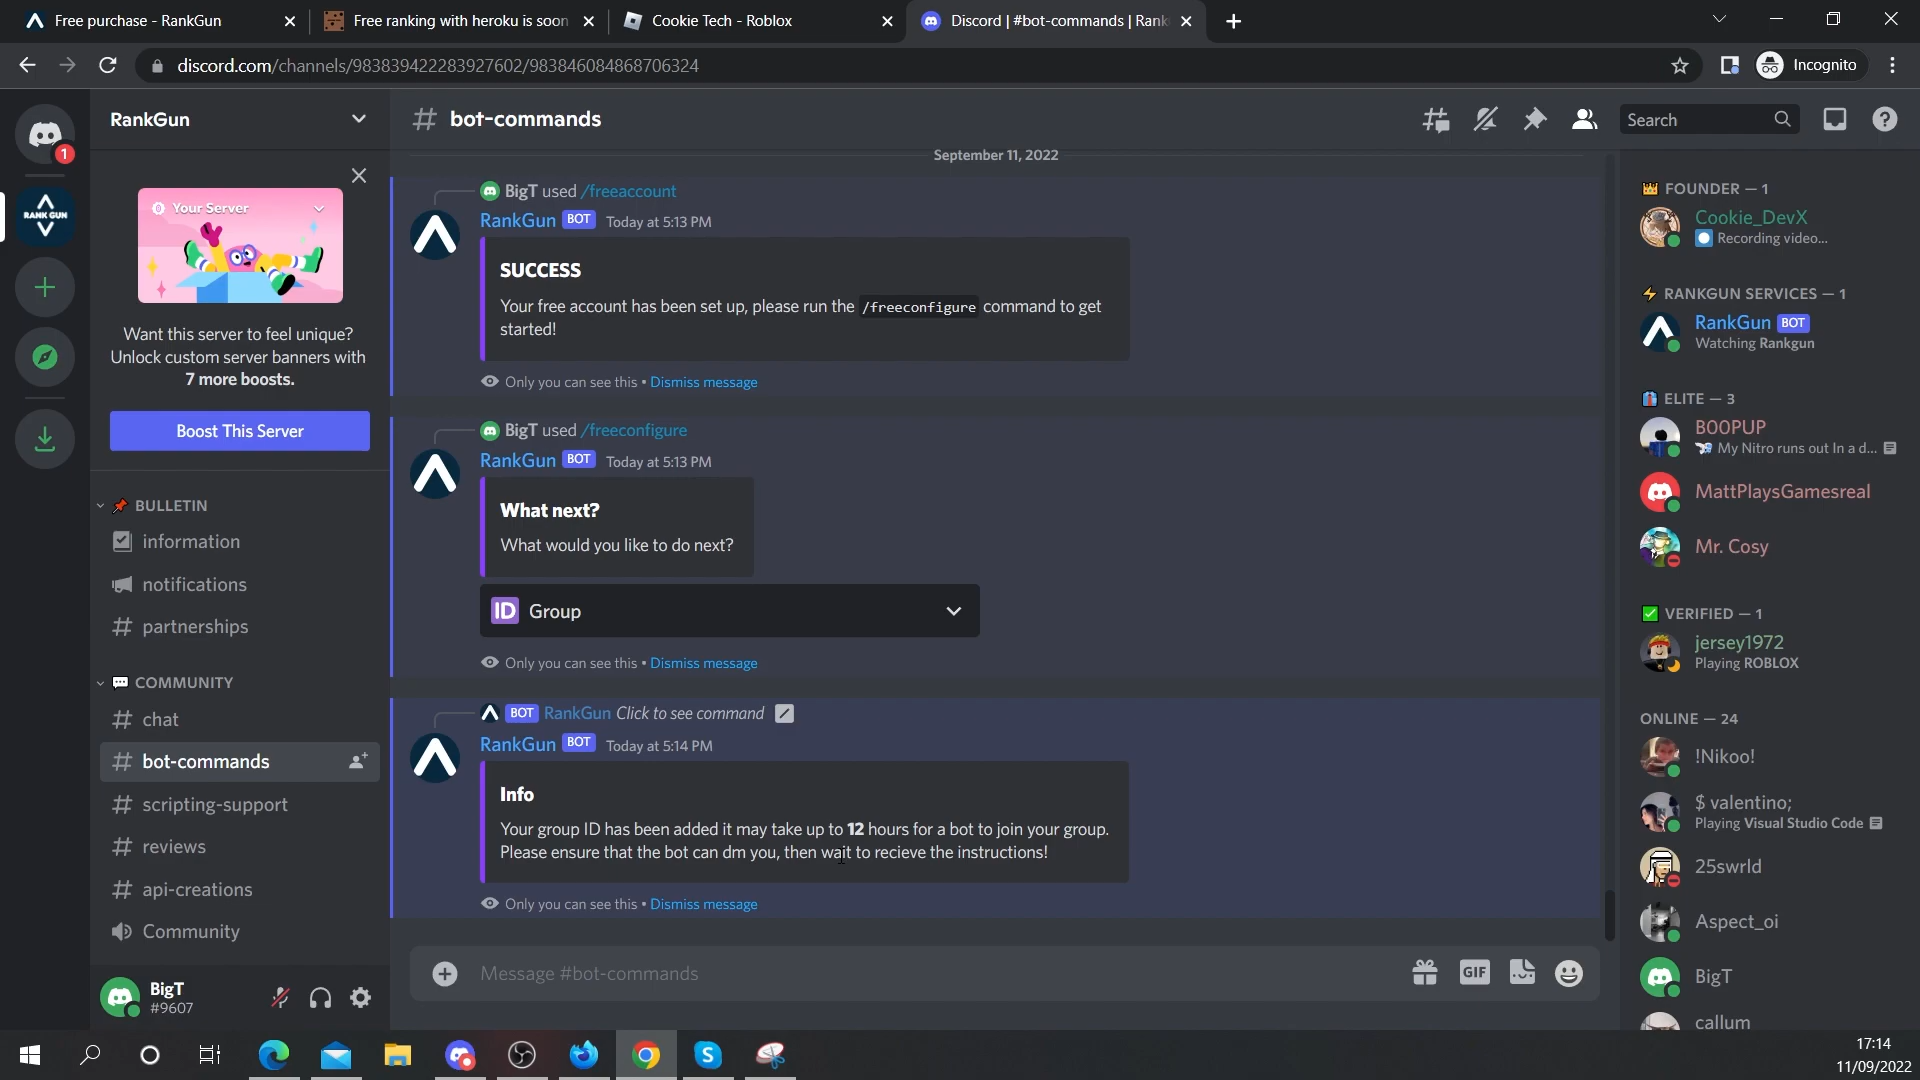 Free purchase - RankGun
Free ranking with heroku is soon
Cookie Tech - Roblox
Discord | #bot-commands | Rank
discord.com/channels/983839422283927602/983846084868706324
Incognito
1
RANK GUN
RankGun
Your Server
Want this server to feel unique?
Unlock custom server banners with
7 more boosts.
Boost This Server
BULLETIN
information
notifications
partnerships
COMMUNITY
chat
bot-commands
scripting-support
reviews
api-creations
Community
BigT
#9607
bot-commands
Search
September 11, 2022
BigT used /freeaccount
RankGun BOT Today at 5:13 PM
SUCCESS
Your free account has been set up, please run the /freeconfigure command to get
started!
Only you can see this • Dismiss message
BigT used /freeconfigure
RankGun BOT Today at 5:13 PM
What next?
What would you like to do next?
ID Group
Only you can see this • Dismiss message
BOT RankGun Click to see command
RankGun BOT Today at 5:14 PM
Info
Your group ID has been added it may take up to 12 hours for a bot to join your group.
Please ensure that the bot can dm you, then wait to recieve the instructions!
Only you can see this • Dismiss message
Message #bot-commands
GIF
FOUNDER — 1
Cookie_DevX
Recording video...
RANKGUN SERVICES — 1
RankGun BOT
Watching Rankgun
ELITE — 3
B00PUP
My Nitro runs out In a d...
MattPlaysGamesreal
Mr. Cosy
VERIFIED — 1
jersey1972
Playing ROBLOX
ONLINE — 24
!Nikoo!
$ valentino;
Playing Visual Studio Code
25swrld
Aspect_oi
BigT
callum
17:14
11/09/2022